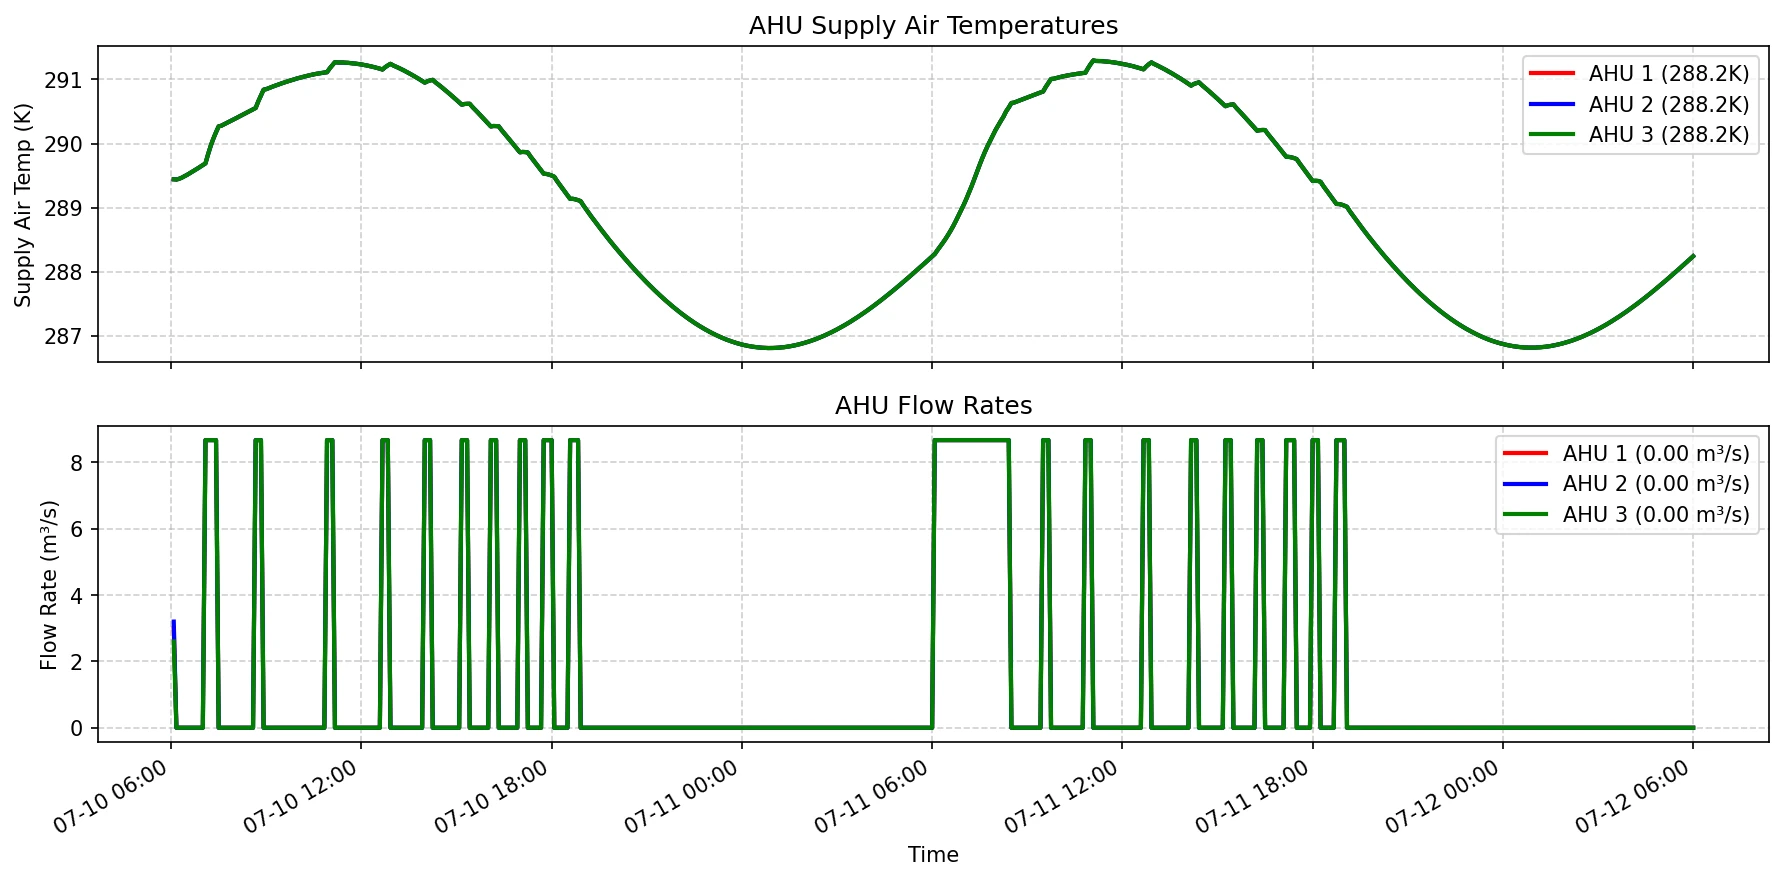 AHU Supply Air Temperatures
Supply Air Temp (K)
291
290
289
288
287
AHU 1 (288.2K)
AHU 2 (288.2K)
AHU 3 (288.2K)
AHU Flow Rates
Flow Rate (m³/s)
8
6
4
2
0
AHU 1 (0.00 m³/s)
AHU 2 (0.00 m³/s)
AHU 3 (0.00 m³/s)
07-10 06:00
07-10 12:00
07-10 18:00
07-11 00:00
07-11 06:00
07-11 12:00
07-11 18:00
07-12 00:00
07-12 06:00
Time